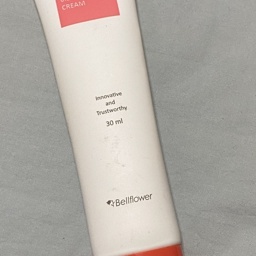 CREAM
Innovative
and
Trustworthy
30 ml
Bellflower